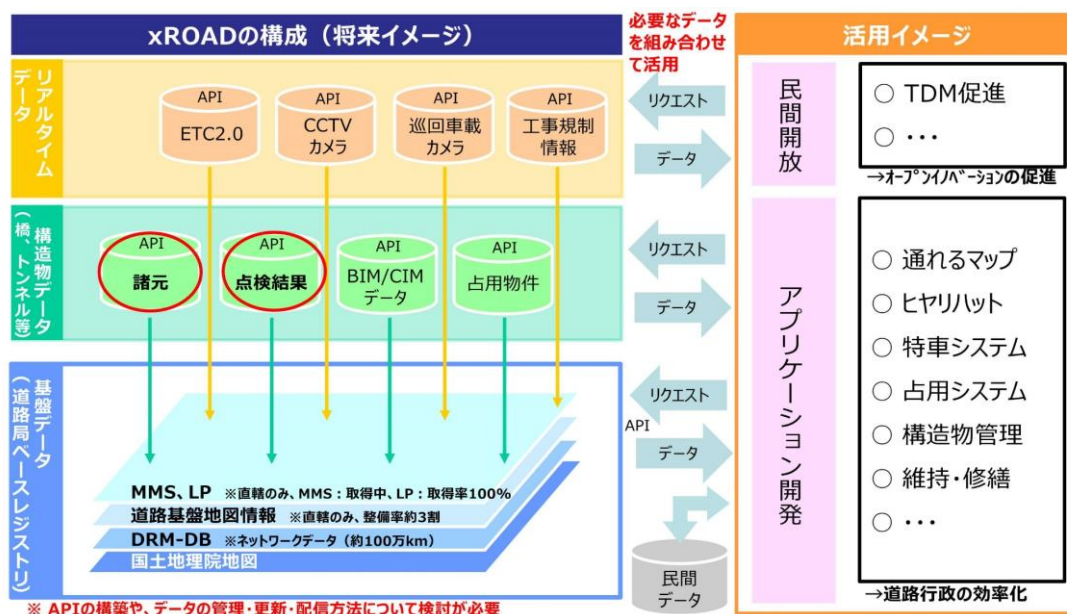 xROADの構成（将来イメージ）
必要なデータ
を組み合わせ
て活用
活用イメージ
リアルタイム
データ
API
ETC2.0
API
CCTV
カメラ
API
巡回車載
カメラ
API
工事規制
情報
リクエスト
データ
民間開放
○ TDM促進
○ ・・・
→ｵｰﾌﾟﾝｲﾉﾍﾞｰｼｮﾝの促進
構造物データ
(橋、トンネル等)
API
諸元
API
点検結果
API
BIM/CIM
データ
API
占用物件
リクエスト
データ
アプリケーション開発
○ 通れるマップ
○ ヒヤリハット
○ 特車システム
○ 占用システム
○ 構造物管理
○ 維持・修繕
○ ・・・
→道路行政の効率化
基盤データ
(道路局ベースレジストリ)
MMS、LP ※直轄のみ、MMS：取得中、LP：取得率100%
道路基盤地図情報 ※直轄のみ、整備率約3割
DRM-DB ※ネットワークデータ（約100万km）
国土地理院地図
リクエスト
API
データ
民間
データ
※ APIの構築や、データの管理・更新・配信方法について検討が必要